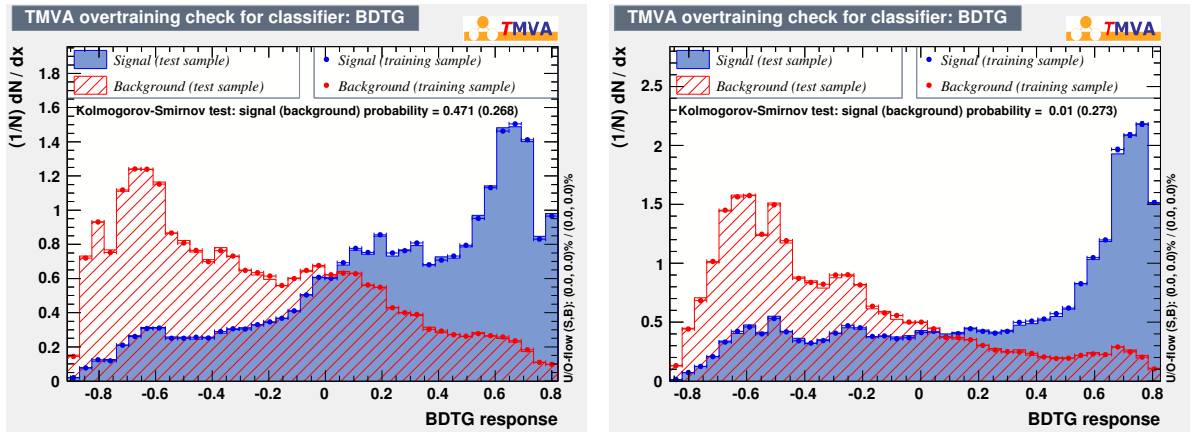 TMVA overtraining check for classifier: BDTG
TMVA
Signal (test sample)
Background (test sample)
Signal (training sample)
Background (training sample)
Kolmogorov-Smirnov test: signal (background) probability = 0.471 (0.268)
(1/N) dN / dx
1.8
1.6
1.4
1.2
1
0.8
0.6
0.4
0.2
0
-0.8 -0.6 -0.4 -0.2 0 0.2 0.4 0.6 0.8
BDTG response
U/O-flow (S,B): (0.0, 0.0)% / (0.0, 0.0)%
TMVA overtraining check for classifier: BDTG
TMVA
Signal (test sample)
Background (test sample)
Signal (training sample)
Background (training sample)
Kolmogorov-Smirnov test: signal (background) probability = 0.01 (0.273)
(1/N) dN / dx
2.5
2
1.5
1
0.5
0
-0.8 -0.6 -0.4 -0.2 0 0.2 0.4 0.6 0.8
BDTG response
U/O-flow (S,B): (0.0, 0.0)% / (0.0, 0.0)%